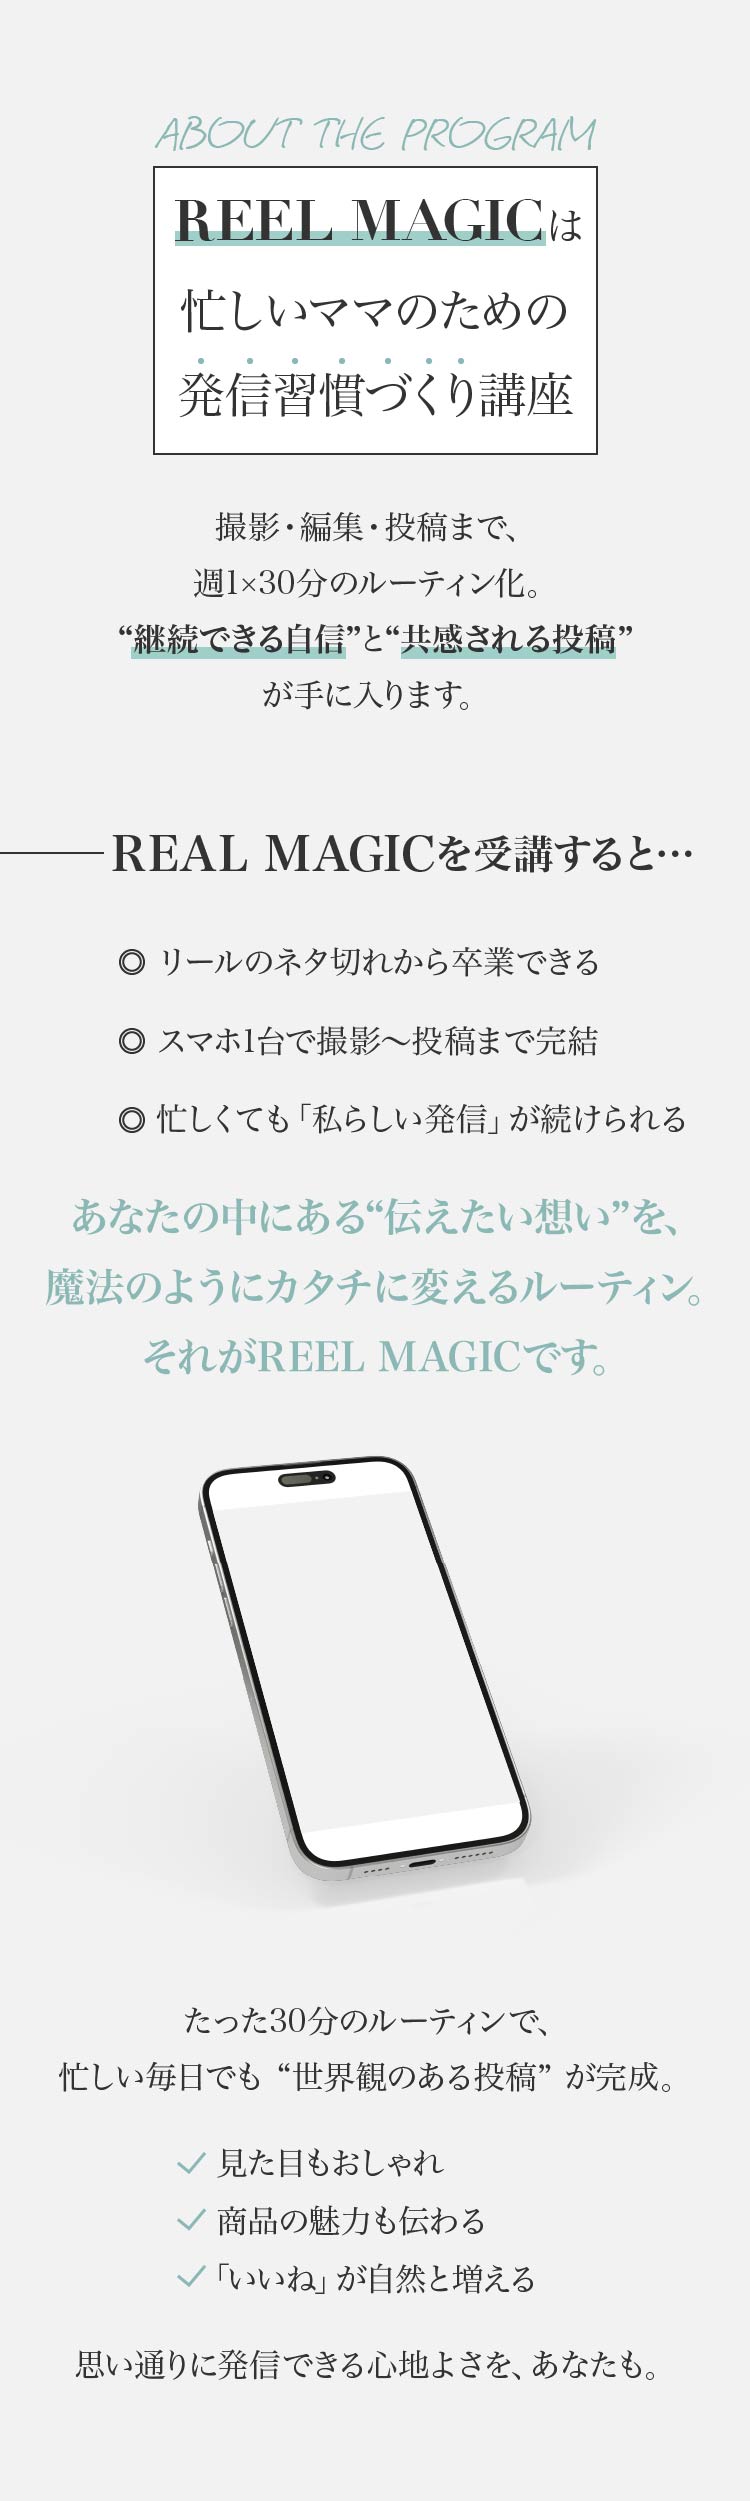 ABOUT THE PROGRAM
REEL MAGICは
忙しいママのための
発信習慣づくり講座
撮影・編集・投稿まで、
週1×30分のルーティン化。
“継続できる自信”と“共感される投稿”
が手に入ります。
REAL MAGICを受講すると…
◎ リールのネタ切れから卒業できる
◎ スマホ1台で撮影〜投稿まで完結
◎ 忙しくても「私らしい発信」が続けられる
あなたの中にある“伝えたい想い”を、
魔法のようにカタチに変えるルーティン。
それがREEL MAGICです。
たった30分のルーティンで、
忙しい毎日でも “世界観のある投稿” が完成。
見た目もおしゃれ
商品の魅力も伝わる
「いいね」が自然と増える
思い通りに発信できる心地よさを、あなたも。